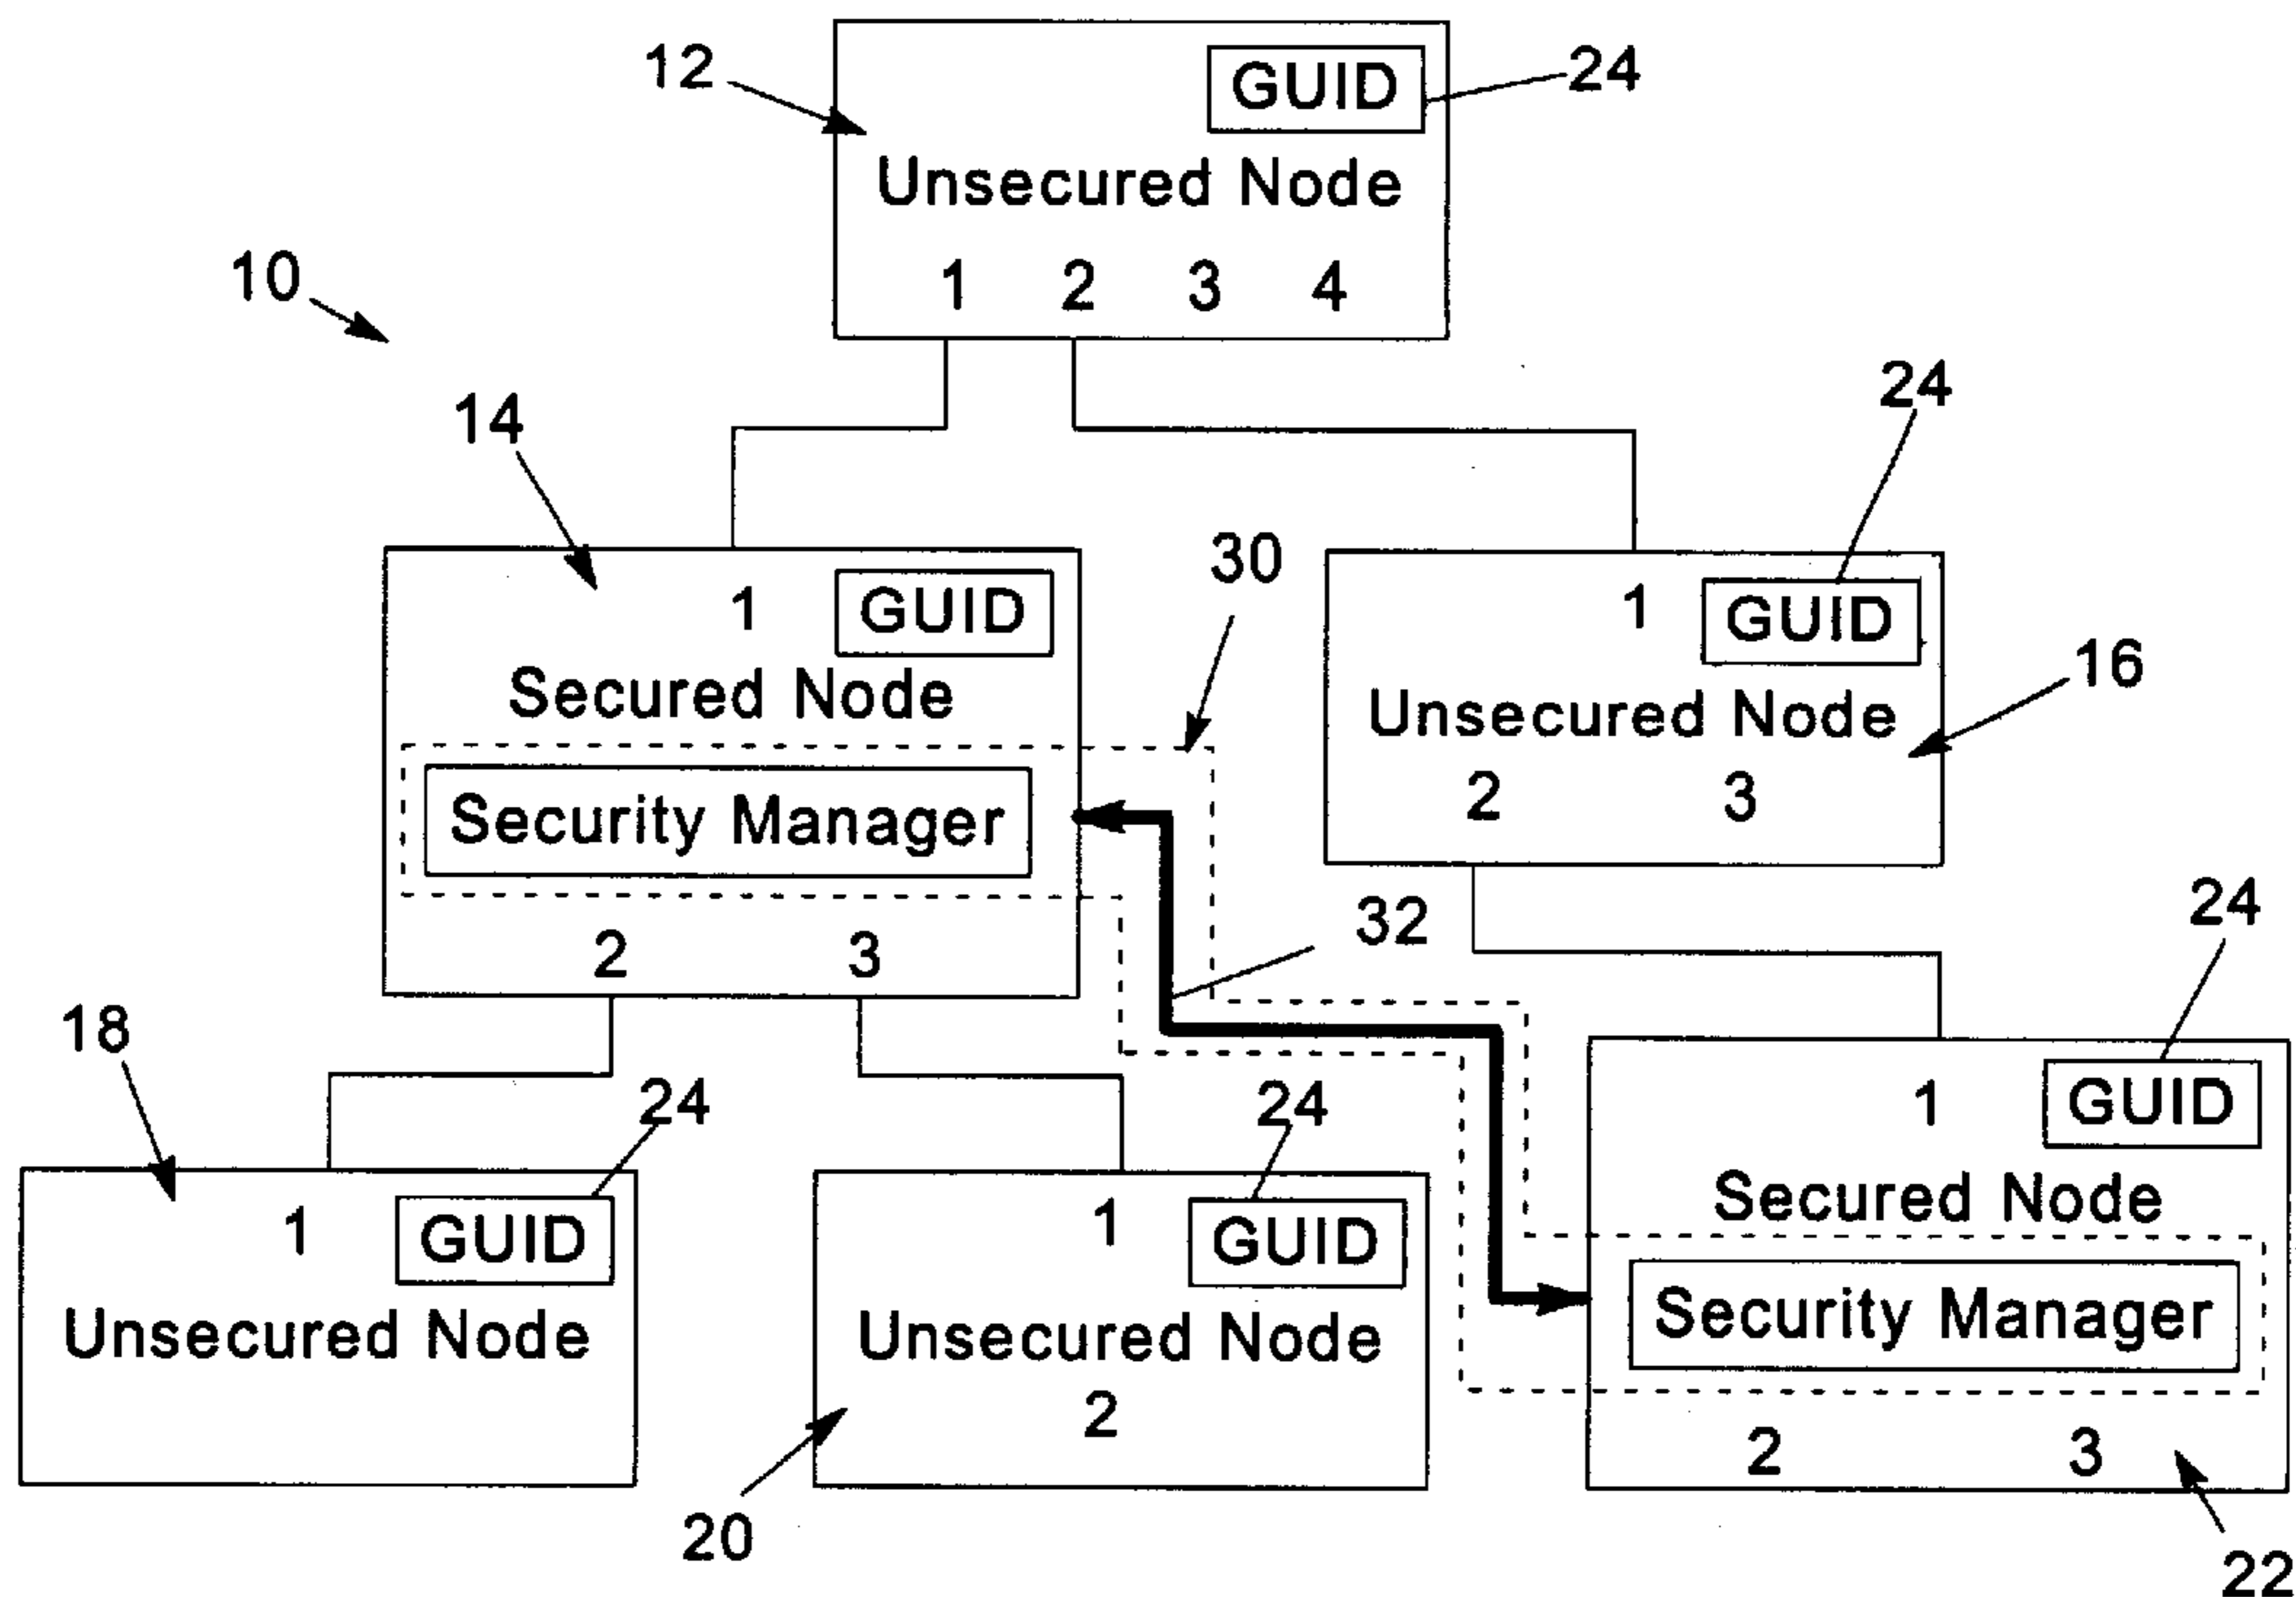 12
GUID
24
Unsecured Node
1 2 3 4
10
14
24
30
1
GUID
Secured Node
Security Manager
2 3
1
GUID
16
Unsecured Node
2 3
32
24
18
24
24
1
GUID
Unsecured Node
1
GUID
Unsecured Node
2
20
1
GUID
Secured Node
Security Manager
2 3
22